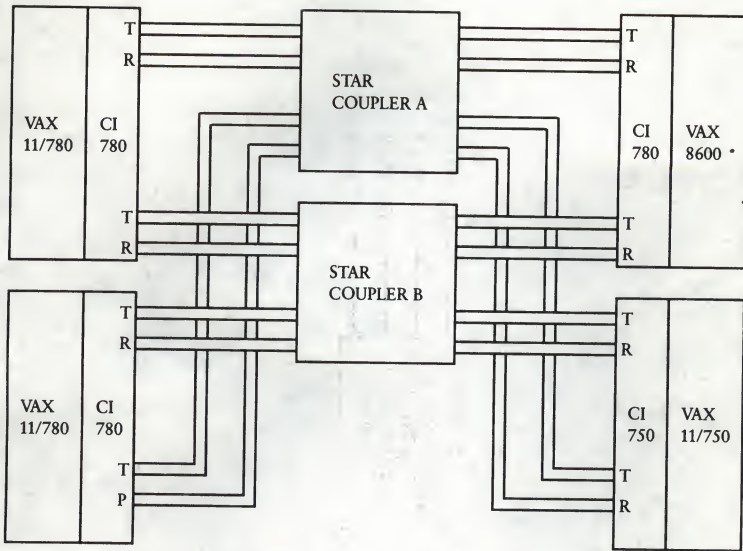 T
R
VAX
11/780
CI
780
T
R
STAR
COUPLER A
T
R
CI
780
VAX
8600
T
R
STAR
COUPLER B
T
R
VAX
11/780
CI
780
T
P
T
R
CI
750
VAX
11/750
T
R